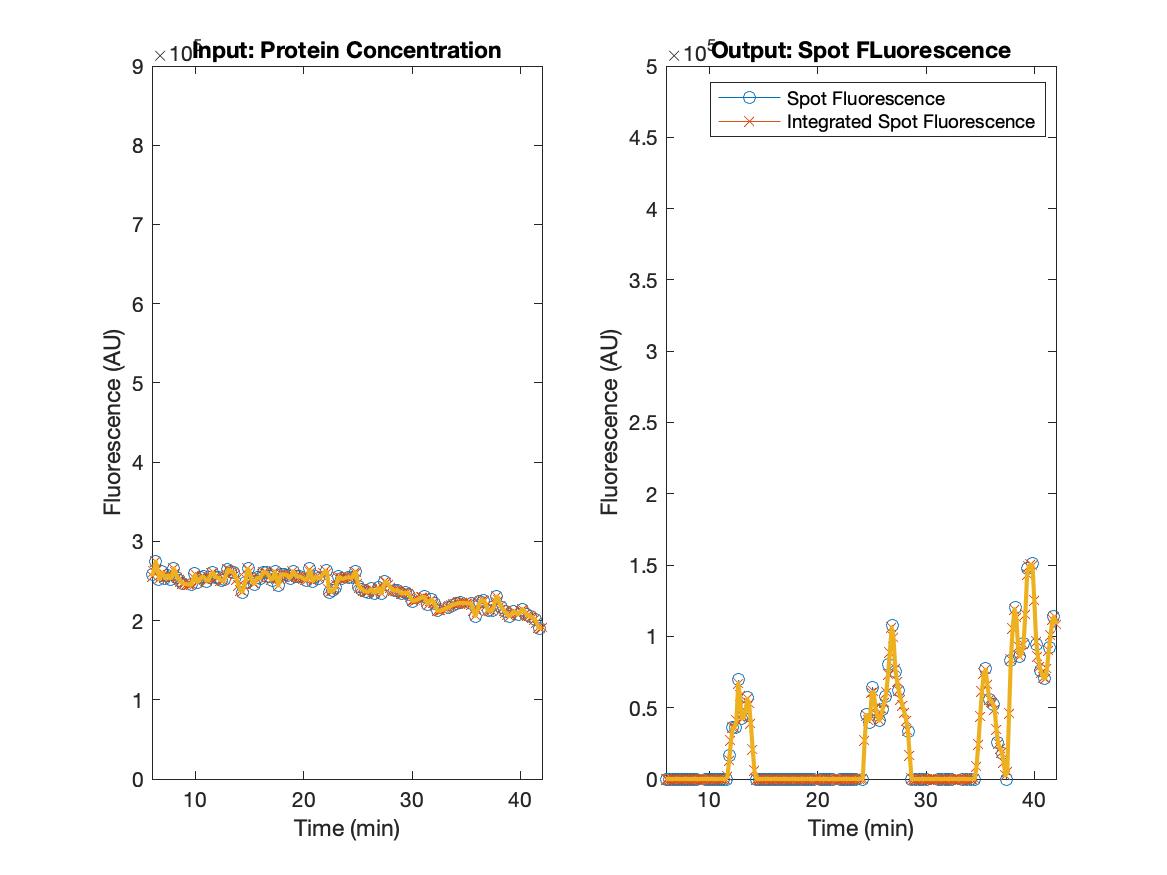 ×10⁵
Input: Protein Concentration
9
8
7
6
5
4
3
2
1
0
Fluorescence (AU)
10 20 30 40
Time (min)
×10⁵
Output: Spot FLuorescence
Spot Fluorescence
Integrated Spot Fluorescence
5
4.5
4
3.5
3
2.5
2
1.5
1
0.5
0
Fluorescence (AU)
10 20 30 40
Time (min)